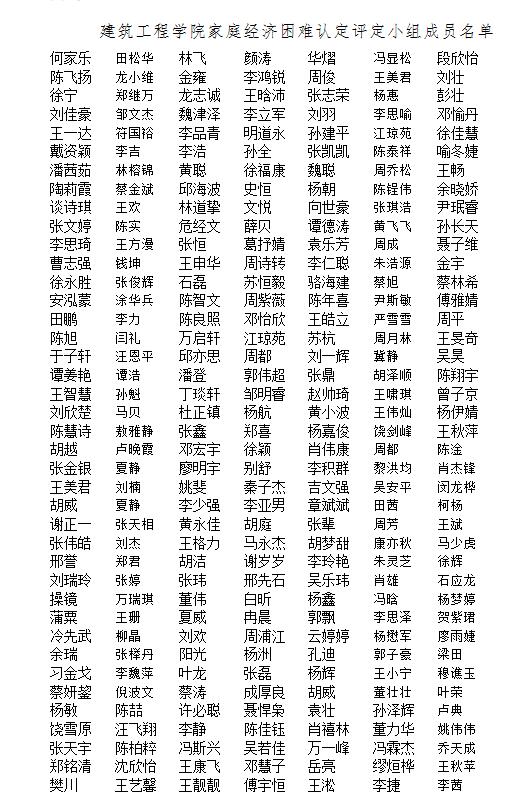 建筑工程学院家庭经济困难认定评定小组成员名单
何家乐 田松华 林飞 颜涛 华熠 冯显松 段欣怡
陈飞扬 龙小维 金雍 李鸿锐 周俊 王美君 刘壮
徐宁 郑继万 龙志诚 王晗沛 张志荣 杨惠 彭壮
刘佳豪 邹文杰 魏津泽 李立军 刘羽 李思喻 邓愉丹
王一达 符国裕 李品青 明道永 孙建平 江琼苑 徐佳慧
戴资颖 李吉 李浩 孙全 张凯凯 陈泰祥 喻冬婕
潘茜茹 林榕锦 黄聪 徐福康 魏聪 周乔松 王畅
陶莉霞 蔡金斌 邱海波 史恒 杨朝 陈锃伟 余晓娇
谈诗琪 王欢 林道挚 文悦 向世豪 张琪浩 尹珉睿
张文婷 陈实 危经文 薛贝 谭德涛 黄飞飞 孙长天
李思琦 王方漫 张恒 葛抒婧 袁乐芳 周成 聂子维
曹志强 钱坤 王申华 周诗转 李仁聪 朱浩源 金宇
徐永胜 张俊辉 石磊 苏恒毅 骆海建 蔡旭 蔡林希
安泓蒙 涂华兵 陈智文 周紫薇 陈年喜 尹斯敏 傅雅婧
田鹏 李力 陈良照 邓怡欣 王皓立 严雪雪 周平
陈旭 闫礼 万启轩 江琼苑 苏杭 周月林 王旻奇
于子轩 汪恩平 邱亦思 周都 刘一辉 冀静 吴昊
谭姜艳 谭浩 潘登 郭伟超 张鼎 胡泽顺 陈翔宇
王智慧 孙魁 丁琰轩 邹明睿 赵帅琦 王啸琪 曾子京
刘欣楚 马贝 杜正镇 杨航 黄小波 王伟灿 杨伊婧
陈慧诗 敖雅静 张鑫 郑喜 杨嘉俊 饶剑峰 王秋萍
胡越 卢晚霞 邓宏宇 徐颖 肖伟康 周都 陈淦
张金银 夏静 廖明宇 别舒 李积群 黎洪均 肖杰锋
王美君 刘楠 姚斐 秦子杰 吉文强 吴安平 闵龙桦
胡威 夏静 李少强 李亚男 章斌斌 田茜 柯杨
谢正一 张天相 黄永佳 胡庭 张辈 周芳 王斌
张伟皓 刘杰 王格力 马永杰 胡梦甜 康亦秋 马少虎
邢誉 郑君 胡洁 谢岁岁 李玲艳 朱灵芝 徐辉
刘瑞玲 张婷 张玮 邢先石 吴乐玮 肖雄 石应龙
操镜 万瑞琪 董伟 白昕 杨鑫 冯晗 杨梦婷
蒲粟 王珊 夏威 冉晨 郭飘 李思泽 贺紫珺
冷先武 柳晶 刘欢 周浦江 云婷婷 杨懋军 廖雨婕
余瑞 张樨丹 阳光 杨洲 孔迪 郭子豪 梁田
习金戈 李巍萍 叶龙 张磊 杨辉 王小宁 穆谯玉
蔡妍鋆 倪波文 蔡涛 成厚良 胡威 董壮壮 叶荣
杨敏 陈喆 许必聪 聂悍枭 袁壮 孙泽辉 卢典
饶雪原 汪飞翔 李静 陈佳钰 肖禧林 董力华 姚伟伟
张天宇 陈柏粹 冯斯兴 吴若佳 万一峰 冯霖杰 乔天成
郑铭清 沈欣怡 王康飞 邓慧子 岳亮 缪烜桦 王秋苹
樊川 王艺馨 王靓靓 傅宇恒 王淞 李捷 李茜